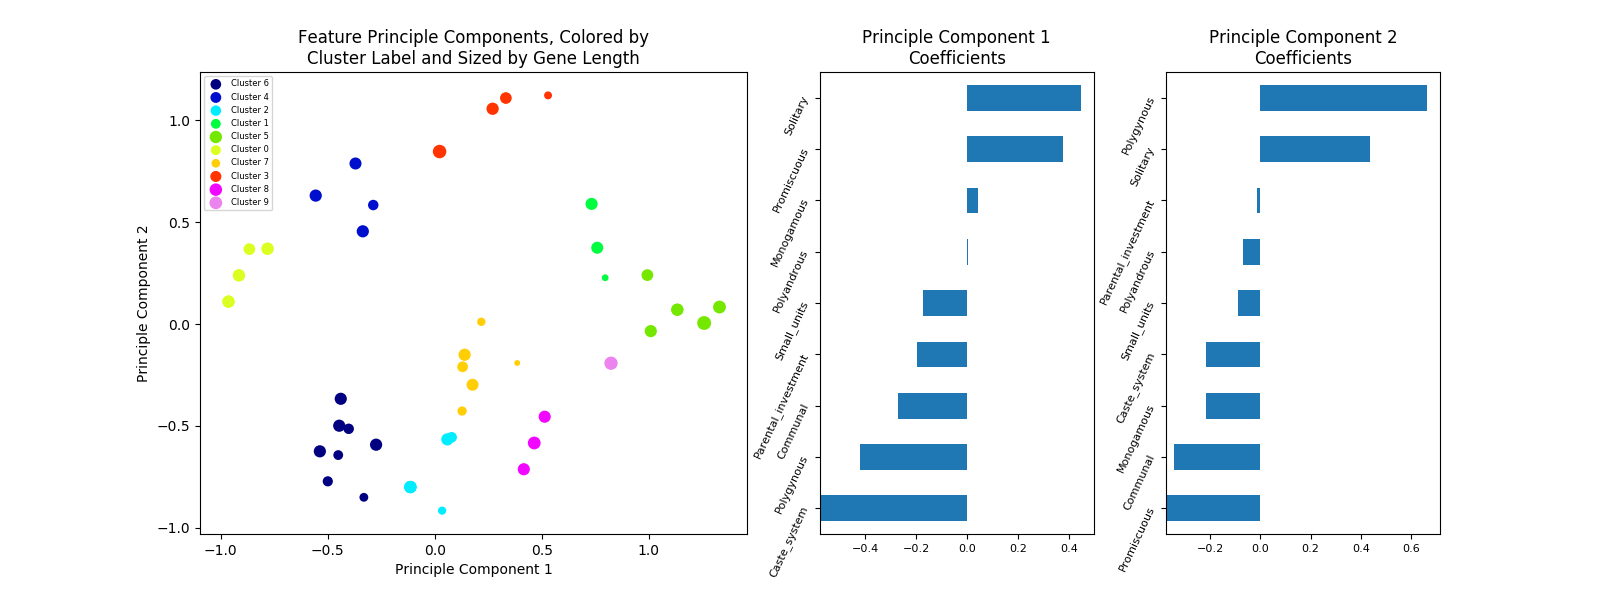 Feature Principle Components, Colored by
Cluster Label and Sized by Gene Length
Principle Component 2
1.0
0.5
0.0
−0.5
−1.0
Cluster 6
Cluster 4
Cluster 2
Cluster 1
Cluster 5
Cluster 0
Cluster 7
Cluster 3
Cluster 8
Cluster 9
−1.0
−0.5
0.0
0.5
1.0
Principle Component 1
Principle Component 1
Coefficients
Solitary
Promiscuous
Monogamous
Polyandrous
Small_units
Parental_investment
Communal
Polygynous
Caste_system
−0.4
−0.2
0.0
0.2
0.4
Principle Component 2
Coefficients
Polygynous
Solitary
Parental_investment
Polyandrous
Small_units
Caste_system
Monogamous
Communal
Promiscuous
−0.2
0.0
0.2
0.4
0.6